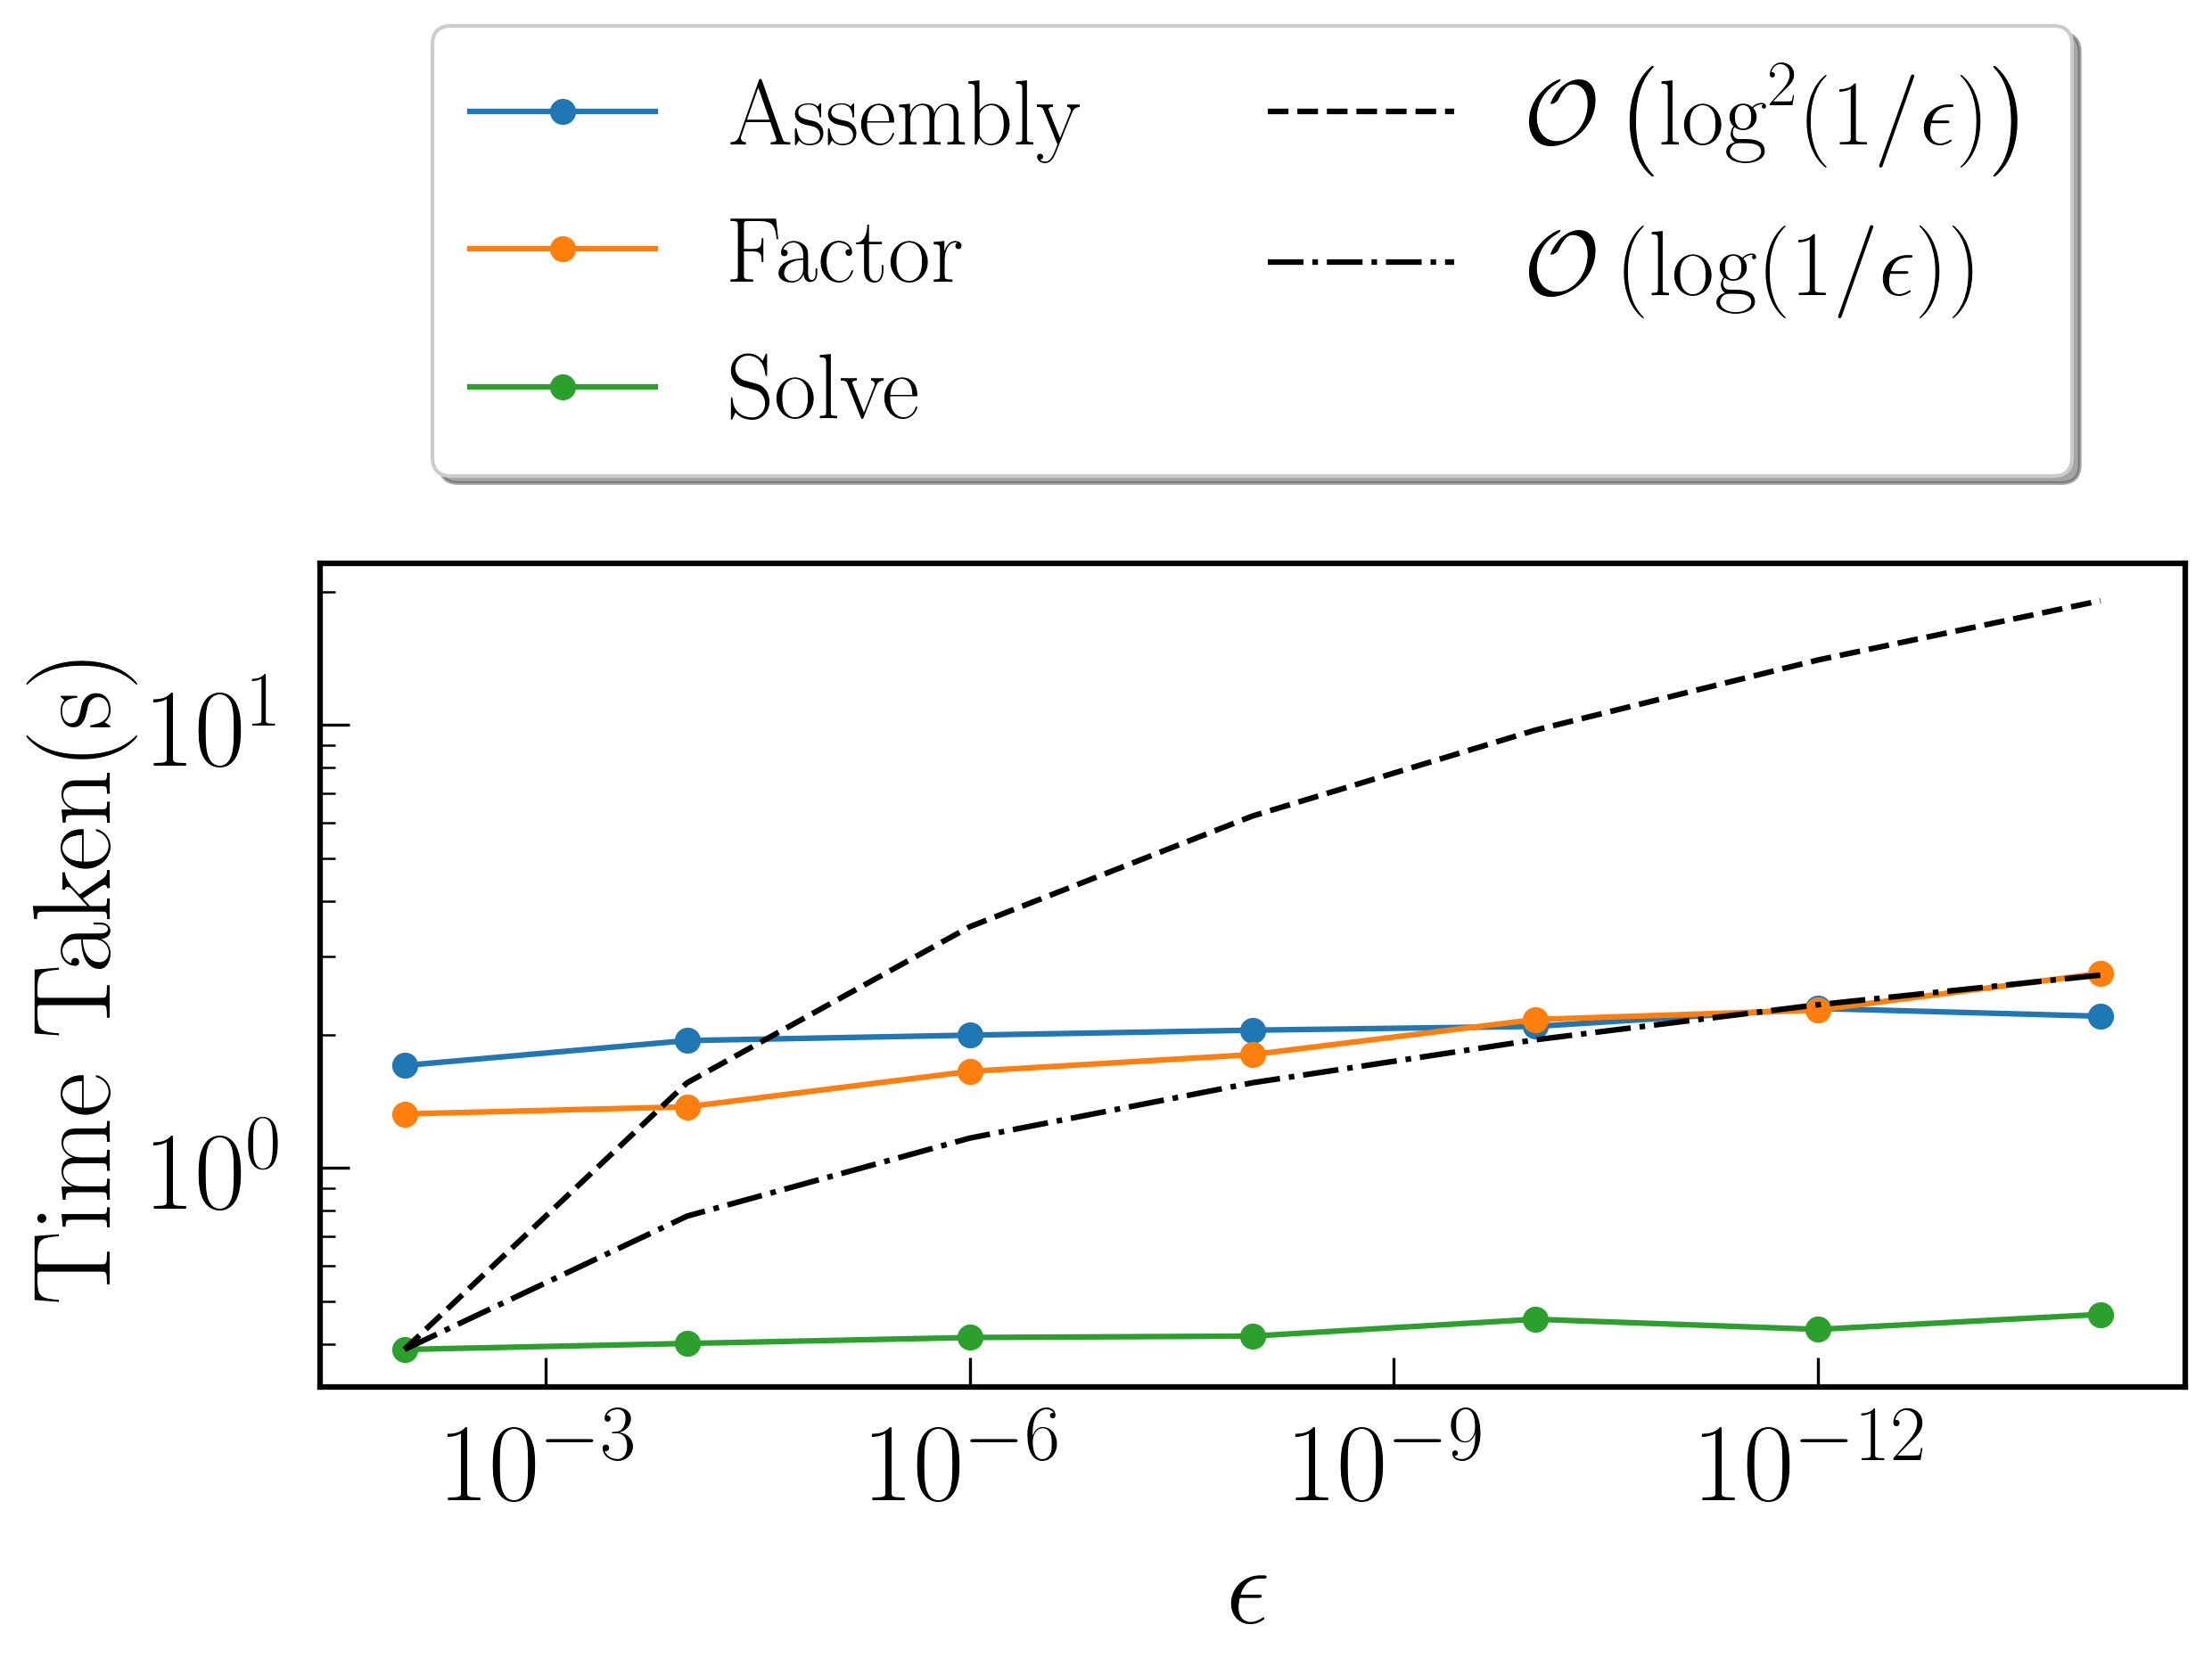 Assembly
Factor
Solve
𝒪 (log²(1/ϵ))
𝒪 (log(1/ϵ))
Time Taken(s)
10¹
10⁰
10⁻³ 10⁻⁶ 10⁻⁹ 10⁻¹²
ϵ